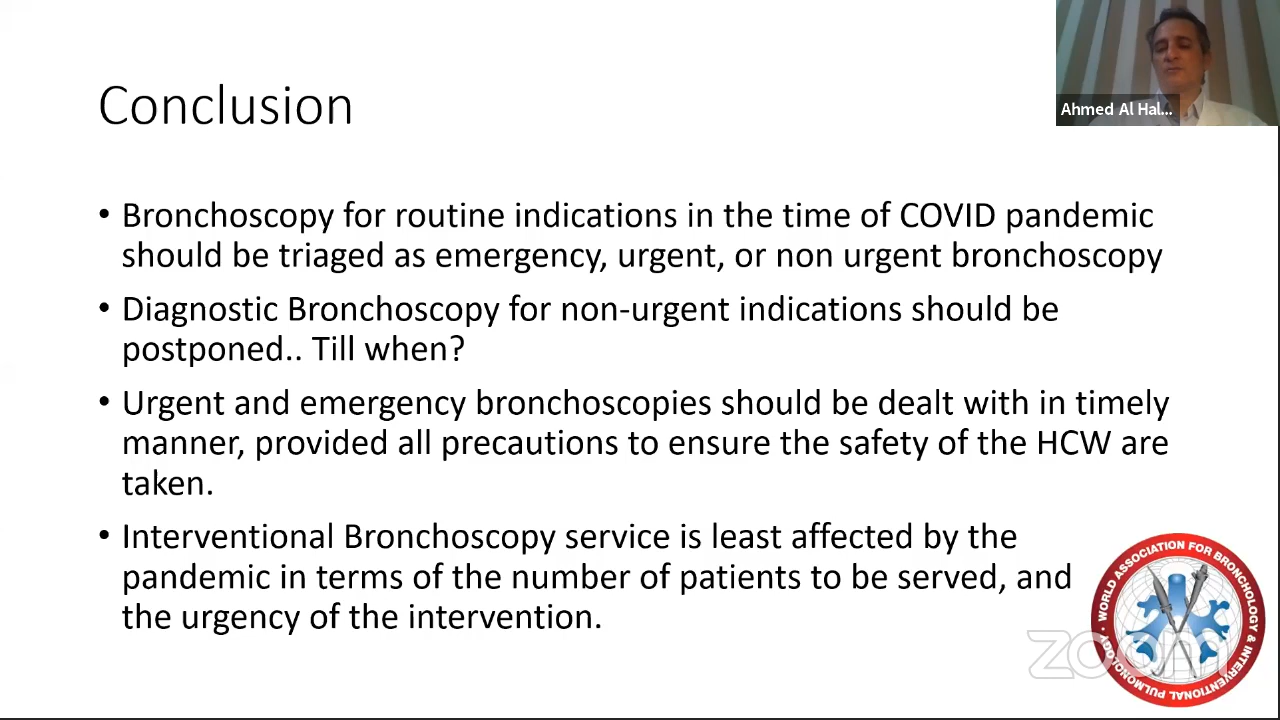 Conclusion
Ahmed Al Hal...
• Bronchoscopy for routine indications in the time of COVID pandemic
should be triaged as emergency, urgent, or non urgent bronchoscopy
• Diagnostic Bronchoscopy for non-urgent indications should be
postponed.. Till when?
• Urgent and emergency bronchoscopies should be dealt with in timely
manner, provided all precautions to ensure the safety of the HCW are
taken.
• Interventional Bronchoscopy service is least affected by the
pandemic in terms of the number of patients to be served, and
the urgency of the intervention.
WORLD ASSOCIATION FOR BRONCHOLOGY & INTERVENTIONAL PULMONOLOGY •
zoom